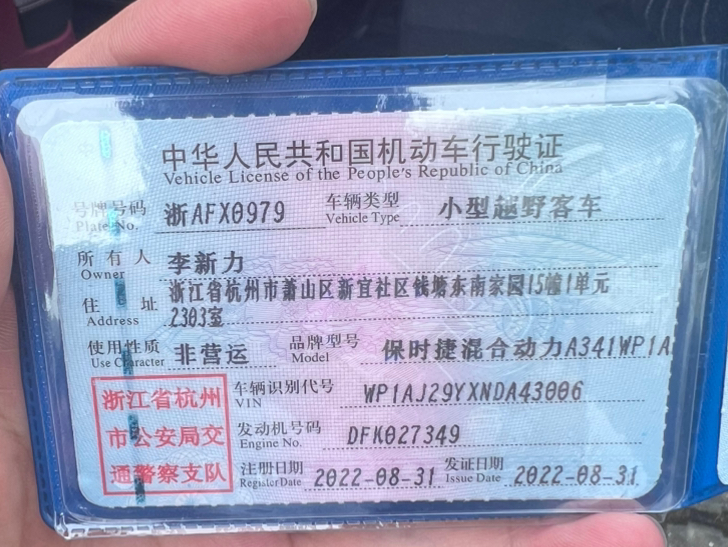 中华人民共和国机动车行驶证
Vehicle License of the People's Republic of China
号牌号码 浙AFX0979 车辆类型 小型越野客车
Plate No. Vehicle Type
所有人 李新力
Owner
住址 浙江省杭州市萧山区新宜社区钱塘东南家园15幢1单元
Address 2303室
使用性质 非营运 品牌型号 保时捷混合动力A341WP1A
Use Character Model
浙江省杭州
市公安局交
通警察支队
车辆识别代号 WP1AJ29YXNDA43006
VIN
发动机号码 DFK027349
Engine No.
注册日期 2022-08-31 发证日期 2022-08-31
Register Date Issue Date